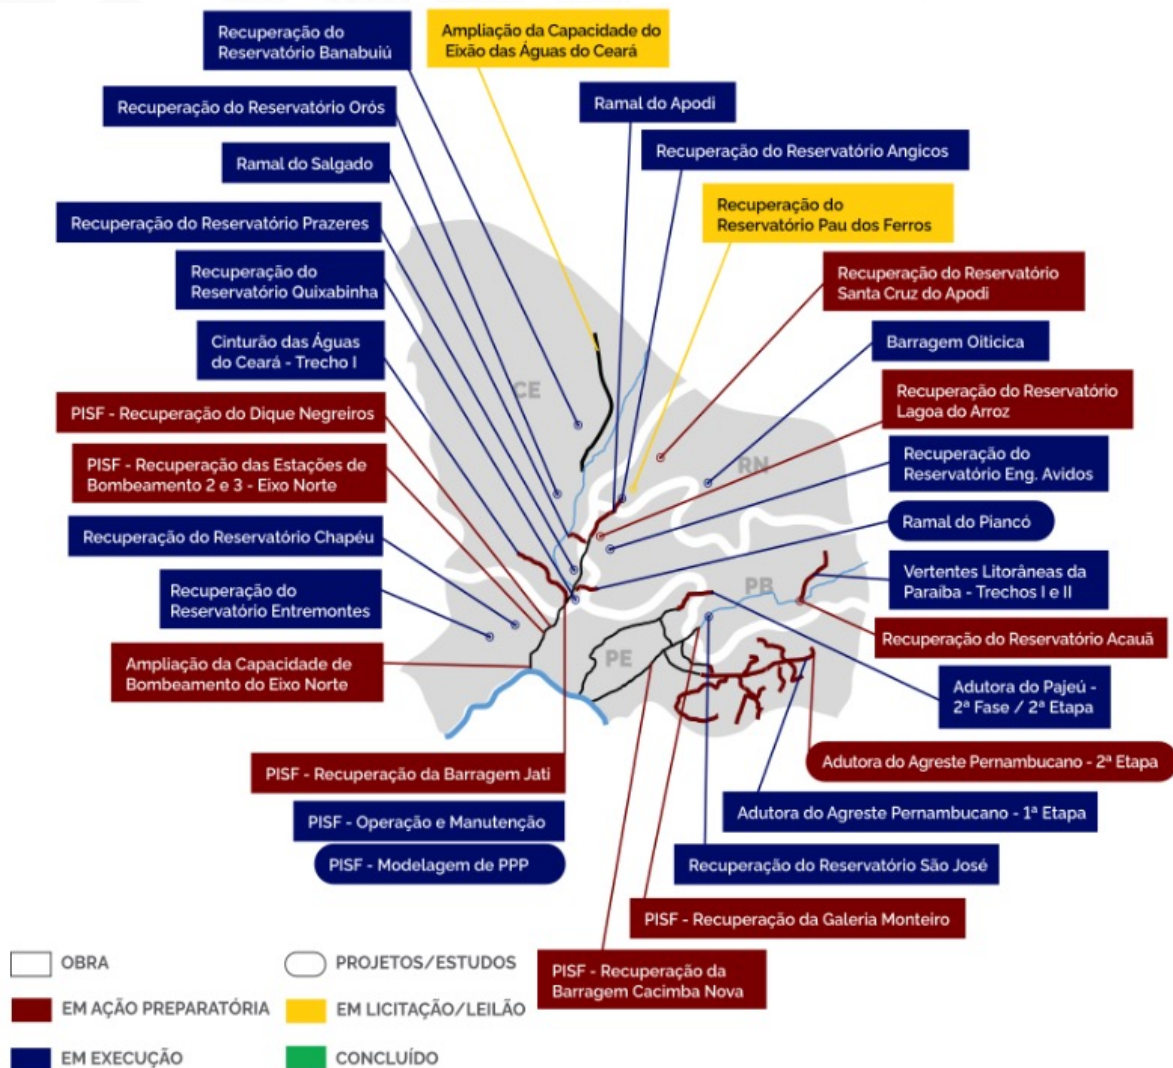 Recuperação do
Reservatório Banabuiú
Ampliação da Capacidade do
Eixão das Águas do Ceará
Recuperação do Reservatório Orós
Ramal do Apodi
Ramal do Salgado
Recuperação do Reservatório Angicos
Recuperação do Reservatório Prazeres
Recuperação do
Reservatório Pau dos Ferros
Recuperação do
Reservatório Quixabinha
Recuperação do Reservatório
Santa Cruz do Apodi
Cinturão das Águas
do Ceará - Trecho I
Barragem Oiticica
PISF - Recuperação do Dique Negreiros
Recuperação do Reservatório
Lagoa do Arroz
PISF - Recuperação das Estações de
Bombeamento 2 e 3 - Eixo Norte
Recuperação do
Reservatório Eng. Avidos
Recuperação do Reservatório Chapéu
Ramal do Piancó
Recuperação do
Reservatório Entremontes
Vertentes Litorâneas da
Paraíba - Trechos I e II
Ampliação da Capacidade de
Bombeamento do Eixo Norte
Recuperação do Reservatório Acauã
Adutora do Pajeú -
2ª Fase / 2ª Etapa
CE
RN
PB
PE
PISF - Recuperação da Barragem Jati
Adutora do Agreste Pernambucano - 2ª Etapa
PISF - Operação e Manutenção
Adutora do Agreste Pernambucano - 1ª Etapa
PISF - Modelagem de PPP
Recuperação do Reservatório São José
PISF - Recuperação da Galeria Monteiro
PISF - Recuperação da
Barragem Cacimba Nova
OBRA
PROJETOS/ESTUDOS
EM AÇÃO PREPARATÓRIA
EM LICITAÇÃO/LEILÃO
EM EXECUÇÃO
CONCLUÍDO